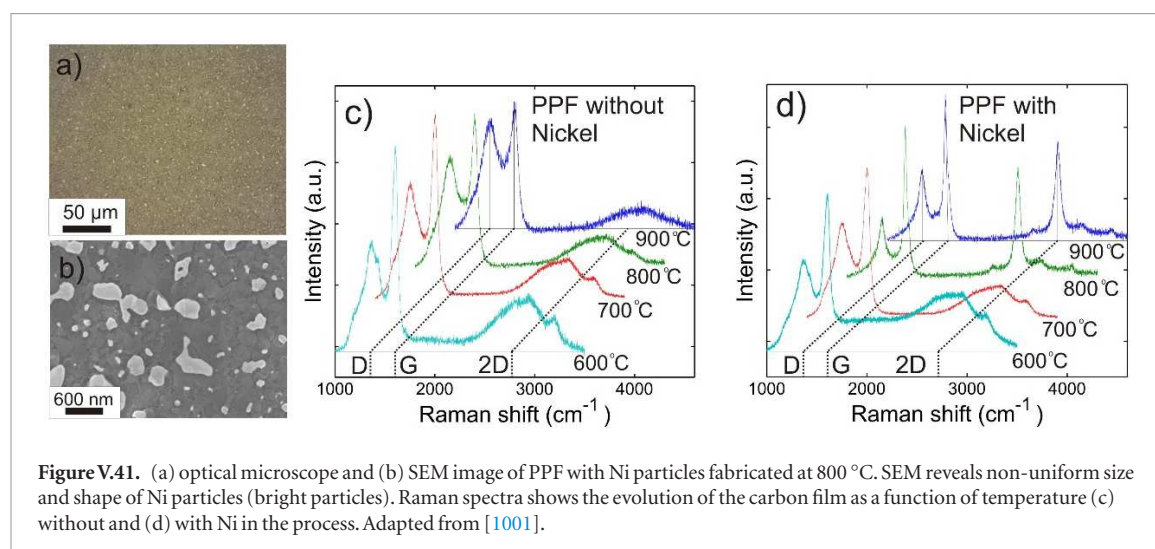 a)
50 µm
b)
600 nm
c)
PPF without
Nickel
Intensity (a.u.)
900°C
800°C
700°C
600°C
D G 2D
1000 2000 3000 4000
Raman shift (cm⁻¹)
d)
PPF with
Nickel
Intensity (a.u.)
900°C
800°C
700°C
600°C
D G 2D
1000 2000 3000 4000
Raman shift (cm⁻¹)
Figure V.41. (a) optical microscope and (b) SEM image of PPF with Ni particles fabricated at 800 °C. SEM reveals non-uniform size
and shape of Ni particles (bright particles). Raman spectra shows the evolution of the carbon film as a function of temperature (c)
without and (d) with Ni in the process. Adapted from [1001].